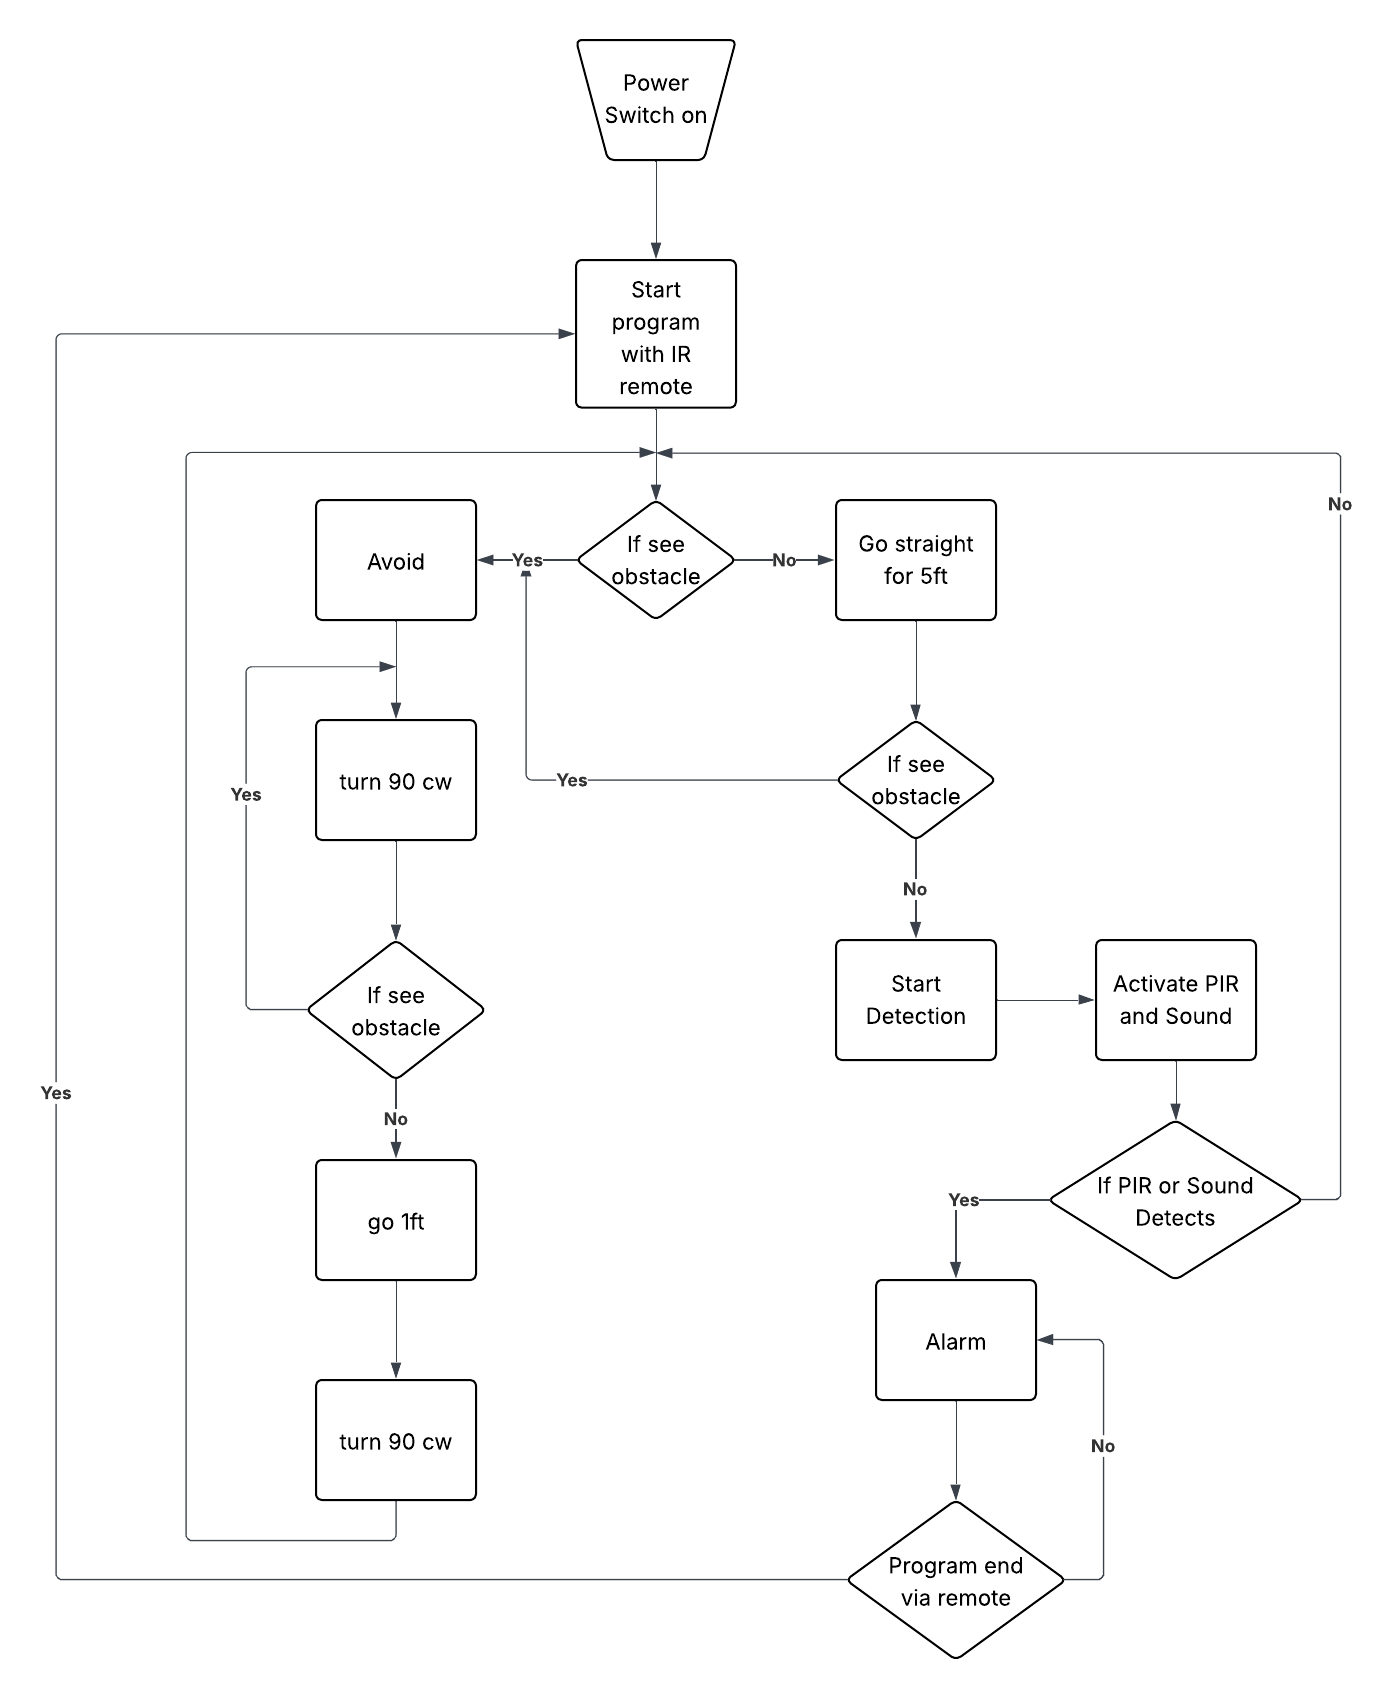 Power
Switch on
Start
program
with IR
remote
No
Avoid
Yes
If see
obstacle
No
Go straight
for 5ft
turn 90 cw
Yes
Yes
If see
obstacle
No
If see
obstacle
Start
Detection
Activate PIR
and Sound
Yes
No
go 1ft
Yes
If PIR or Sound
Detects
Alarm
turn 90 cw
No
Program end
via remote